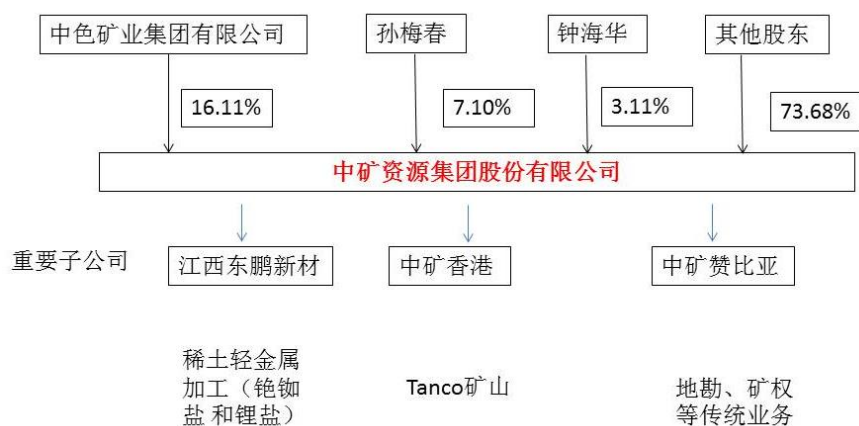 中色矿业集团有限公司
孙梅春
钟海华
其他股东
16.11%
7.10%
3.11%
73.68%
中矿资源集团股份有限公司
重要子公司
江西东鹏新材
中矿香港
中矿赞比亚
稀土轻金属
加工（铯铷
盐和锂盐）
Tanco矿山
地勘、矿权
等传统业务